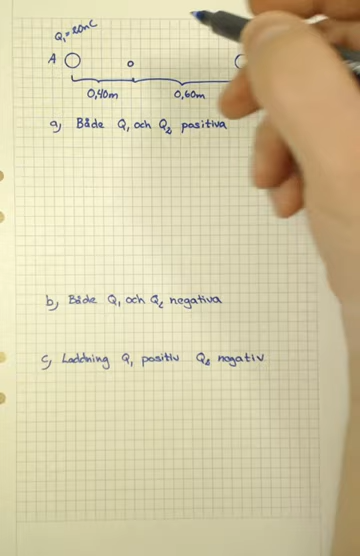 Q₁=20nC
A
0,40m 0,60m
a) Både Q₁ och Q₂ positiva
b) Både Q₁ och Q₂ negativa
c) Laddning Q₁ positiv Q₂ negativ